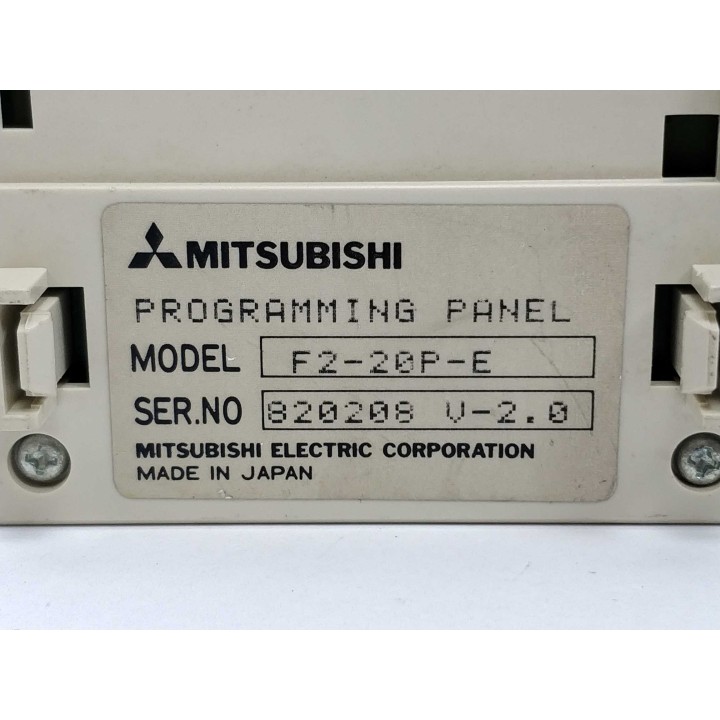 MITSUBISHI
PROGRAMMING PANEL
MODEL F2-20P-E
SER.NO 820208 V-2.0
MITSUBISHI ELECTRIC CORPORATION
MADE IN JAPAN